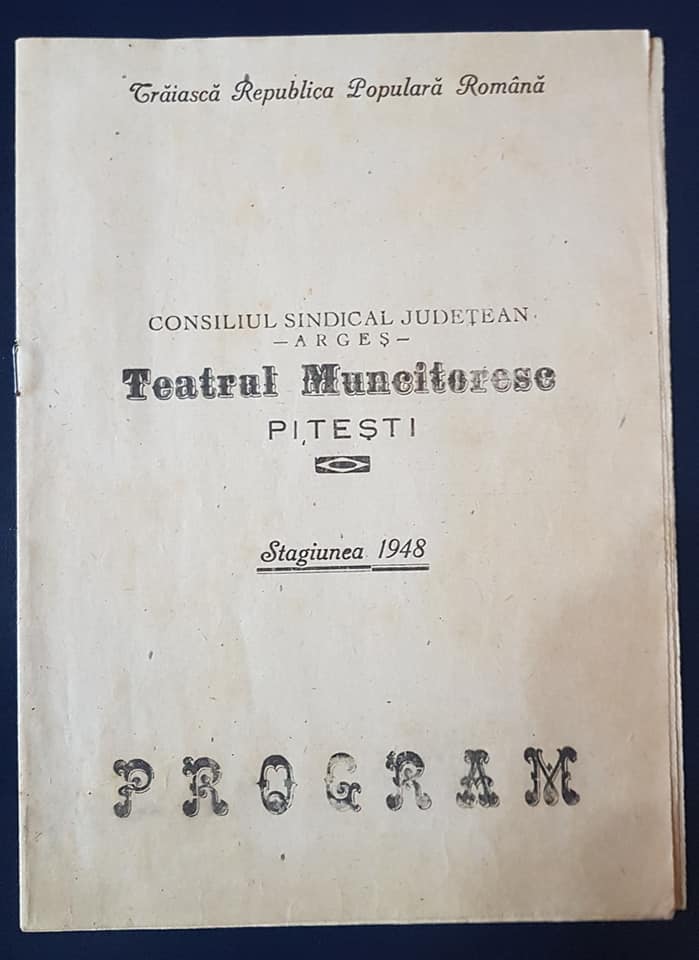 Trăiască Republica Populară Română
CONSILIUL SINDICAL JUDEȚEAN
—ARGEȘ—
Teatrul Muncitoresc
PITEȘTI
Stagiunea 1948
PROGRAM